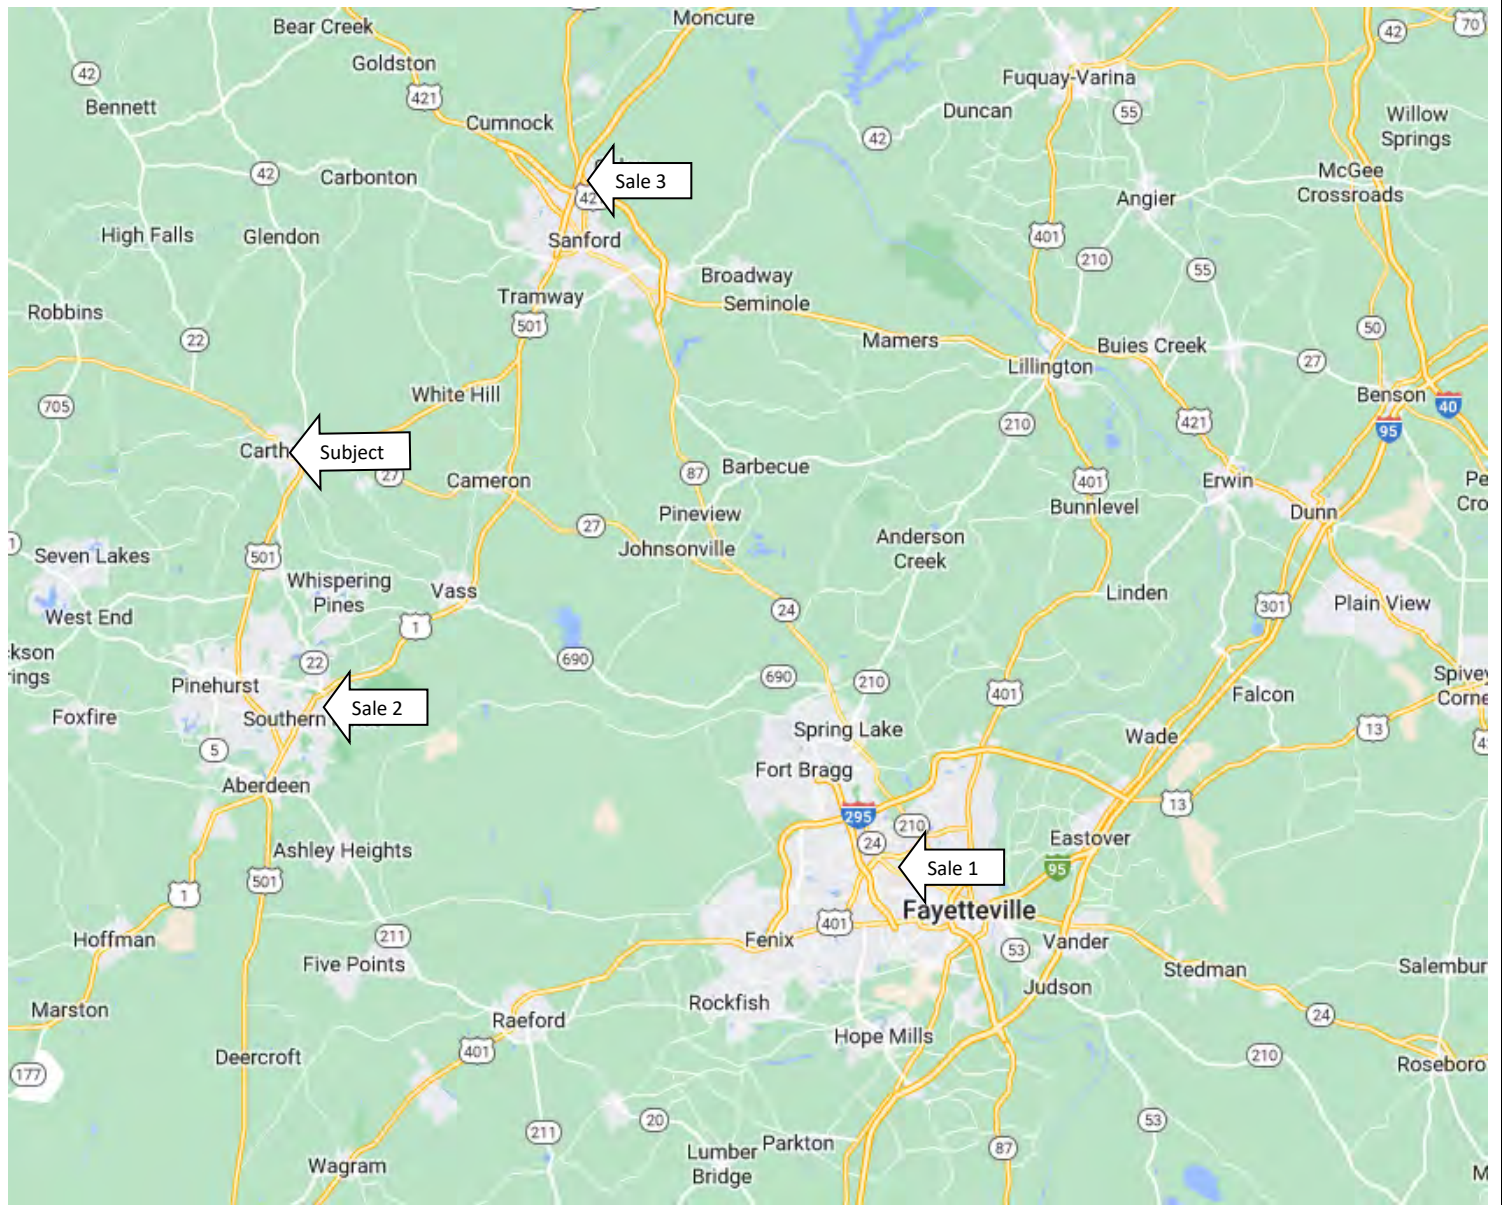 Bear Creek
Moncure
Goldston
42
70
42
Bennett
421
Fuquay-Varina
Cumnock
Duncan
55
Willow
Springs
42
42
Carbonton
Sale 3
42
McGee
Crossroads
Angier
High Falls
Glendon
Sanford
401
210
55
Broadway
Robbins
Tramway
Seminole
22
501
Mamers
Buies Creek
50
Lillington
27
705
White Hill
Benson
40
95
210
421
Subject
27
Cameron
87
Barbecue
401
Erwin
Bunnlevel
Dunn
Pineview
27
Johnsonville
Anderson
Creek
501
Seven Lakes
Whispering
Pines
Vass
Linden
24
301
Plain View
West End
1
22
690
690
210
401
Pinehurst
Falcon
Foxfire
Southern
Sale 2
5
Spring Lake
Wade
13
Aberdeen
Fort Bragg
295
210
13
24
Eastover
Ashley Heights
Sale 1
95
501
1
Fayetteville
401
Hoffman
211
Fenix
53
Vander
Five Points
Stedman
Judson
Rockfish
Marston
Raeford
24
Hope Mills
401
210
Deercroft
Roseboro
177
20
53
211
Parkton
87
Lumber
Bridge
Wagram